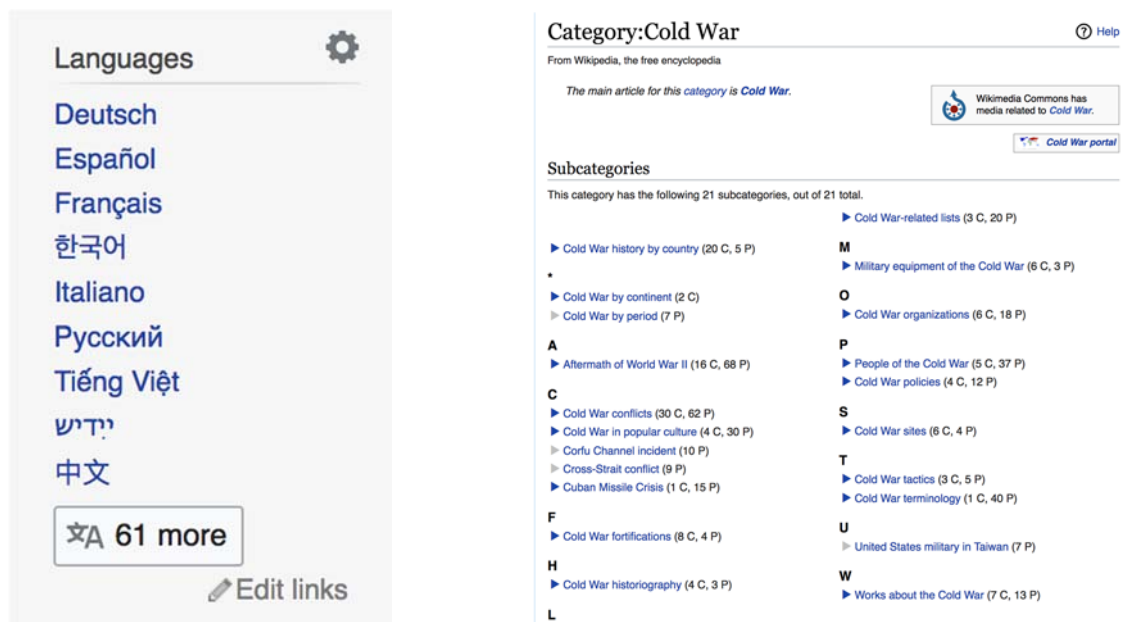 Languages
Deutsch
Español
Français
한국어
Italiano
Русский
Tiếng Việt
ייִדיש
中文
文A 61 more
Edit links
Category:Cold War
Help
From Wikipedia, the free encyclopedia
The main article for this category is Cold War.
Wikimedia Commons has
media related to Cold War.
Cold War portal
Subcategories
This category has the following 21 subcategories, out of 21 total.
Cold War history by country (20 C, 5 P)
*
Cold War by continent (2 C)
Cold War by period (7 P)
A
Aftermath of World War II (16 C, 68 P)
C
Cold War conflicts (30 C, 62 P)
Cold War in popular culture (4 C, 30 P)
Corfu Channel incident (10 P)
Cross-Strait conflict (9 P)
Cuban Missile Crisis (1 C, 15 P)
F
Cold War fortifications (8 C, 4 P)
H
Cold War historiography (4 C, 3 P)
L
Cold War-related lists (3 C, 20 P)
M
Military equipment of the Cold War (6 C, 3 P)
O
Cold War organizations (6 C, 18 P)
P
People of the Cold War (5 C, 37 P)
Cold War policies (4 C, 12 P)
S
Cold War sites (6 C, 4 P)
T
Cold War tactics (3 C, 5 P)
Cold War terminology (1 C, 40 P)
U
United States military in Taiwan (7 P)
W
Works about the Cold War (7 C, 13 P)